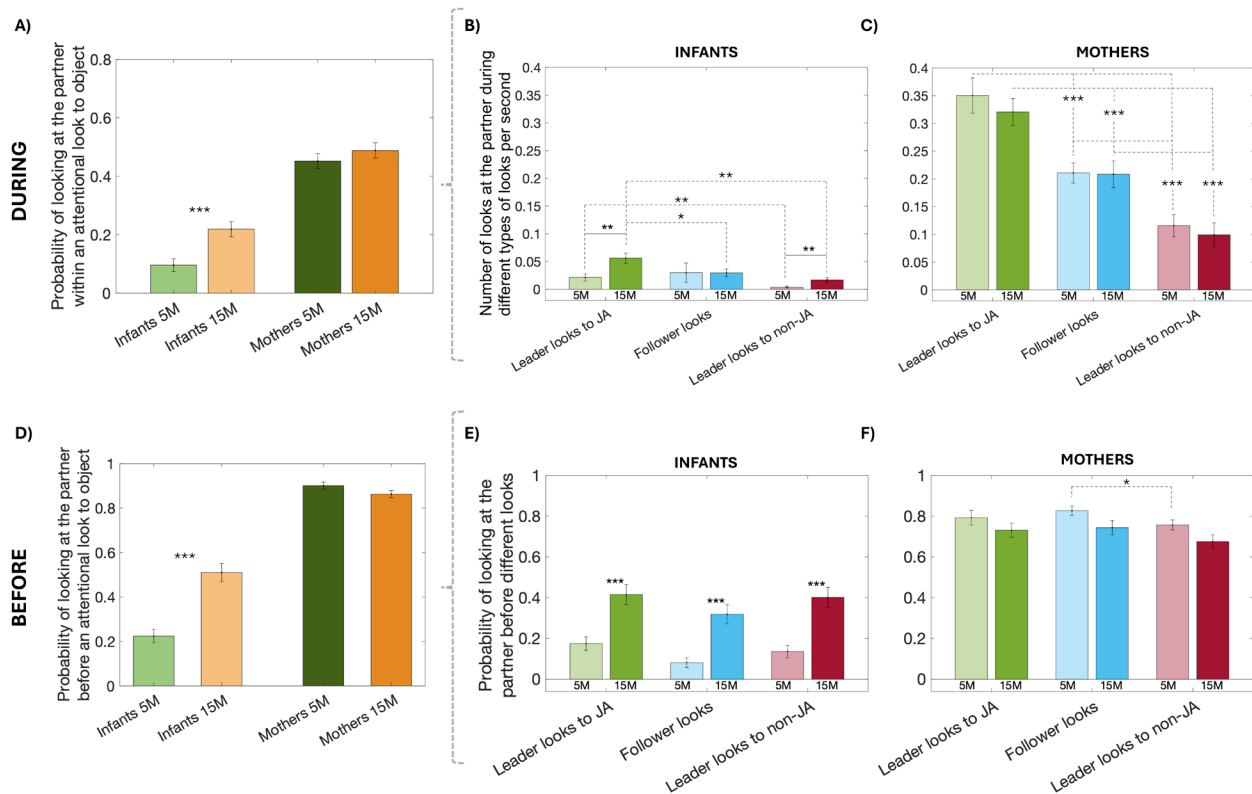 DURING
A)
Probability of looking at the partner
within an attentional look to object
0.8
0.6
0.4
0.2
0
***
Infants 5M
Infants 15M
Mothers 5M
Mothers 15M
B)
INFANTS
Number of looks at the partner during
different types of looks per second
0.4
0.35
0.3
0.25
0.2
0.15
0.1
0.05
0
**
**
*
**
**
5M 15M 5M 15M 5M 15M
Leader looks to JA
Follower looks
Leader looks to non-JA
C)
MOTHERS
0.35
0.3
0.25
0.2
0.15
0.1
0.05
0
***
***
*** ***
5M 15M 5M 15M 5M 15M
Leader looks to JA
Follower looks
Leader looks to non-JA
BEFORE
D)
Probability of looking at the partner
before an attentional look to object
1
0.8
0.6
0.4
0.2
0
***
Infants 5M
Infants 15M
Mothers 5M
Mothers 15M
E)
INFANTS
Probability of looking at the
partner before different looks
1
0.8
0.6
0.4
0.2
0
***
***
***
5M 15M 5M 15M 5M 15M
Leader looks to JA
Follower looks
Leader looks to non-JA
F)
MOTHERS
1
0.8
0.6
0.4
0.2
0
*
5M 15M 5M 15M 5M 15M
Leader looks to JA
Follower looks
Leader looks to non-JA